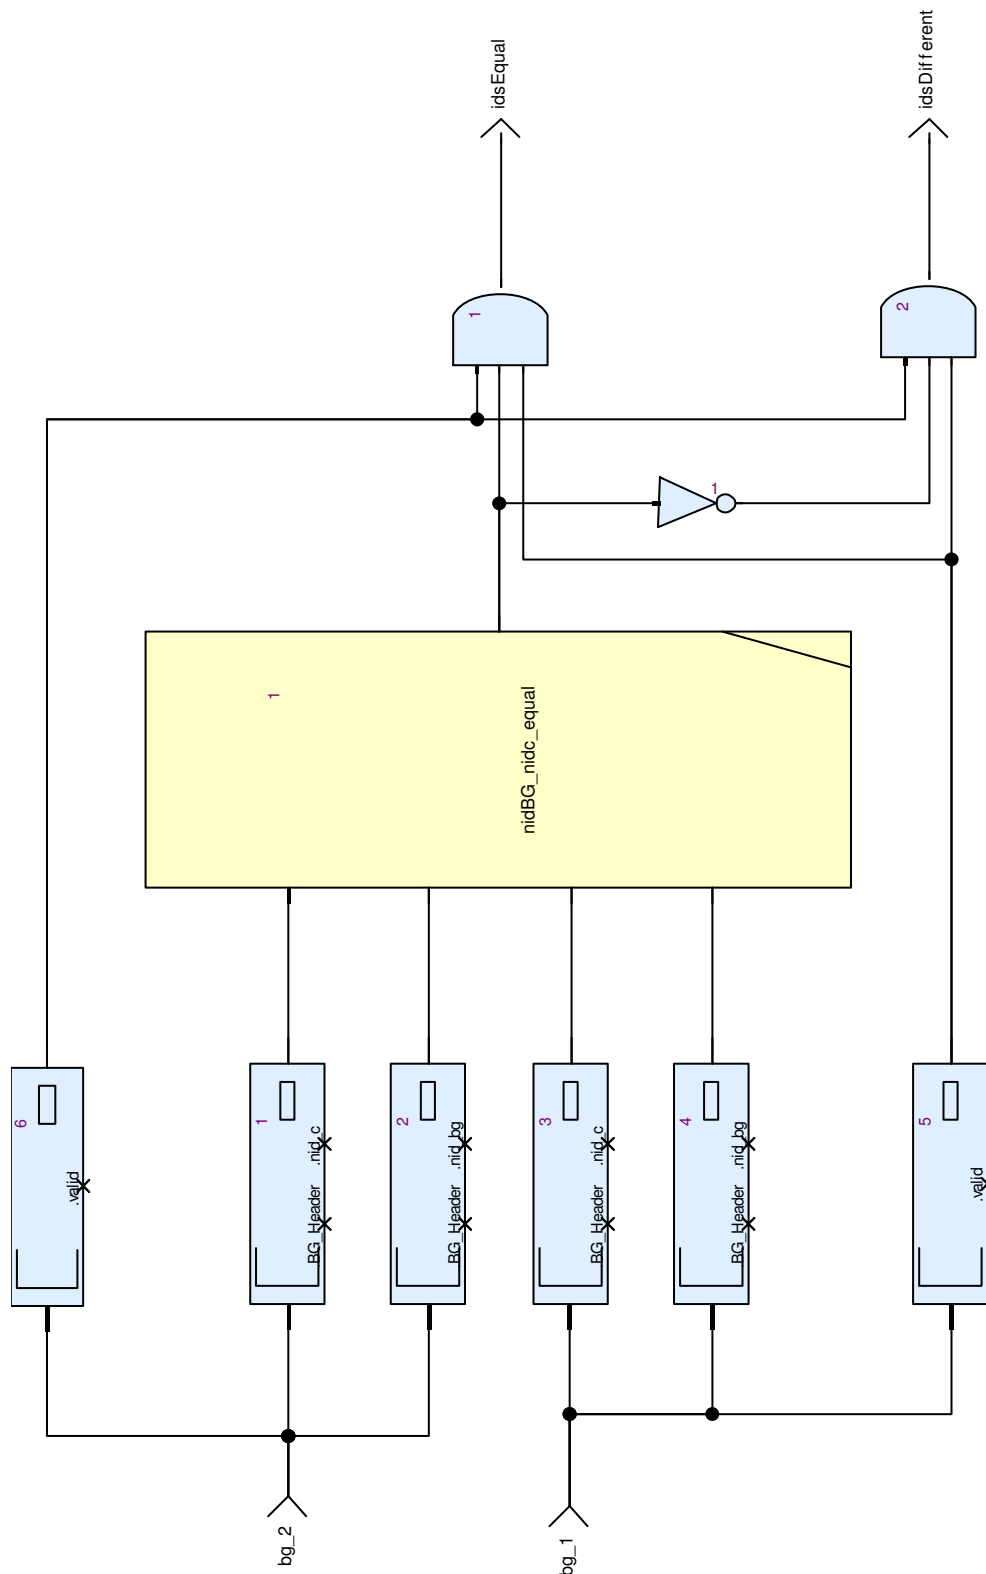 idsEqual
idsDifferent
1
2
1
1
nidBG_nidc_equal
6
.valid
1
BG_Header .nid_c
2
BG_Header .nid_bg
3
BG_Header .nid_c
4
BG_Header .nid_bg
5
.valid
bg_2
bg_1